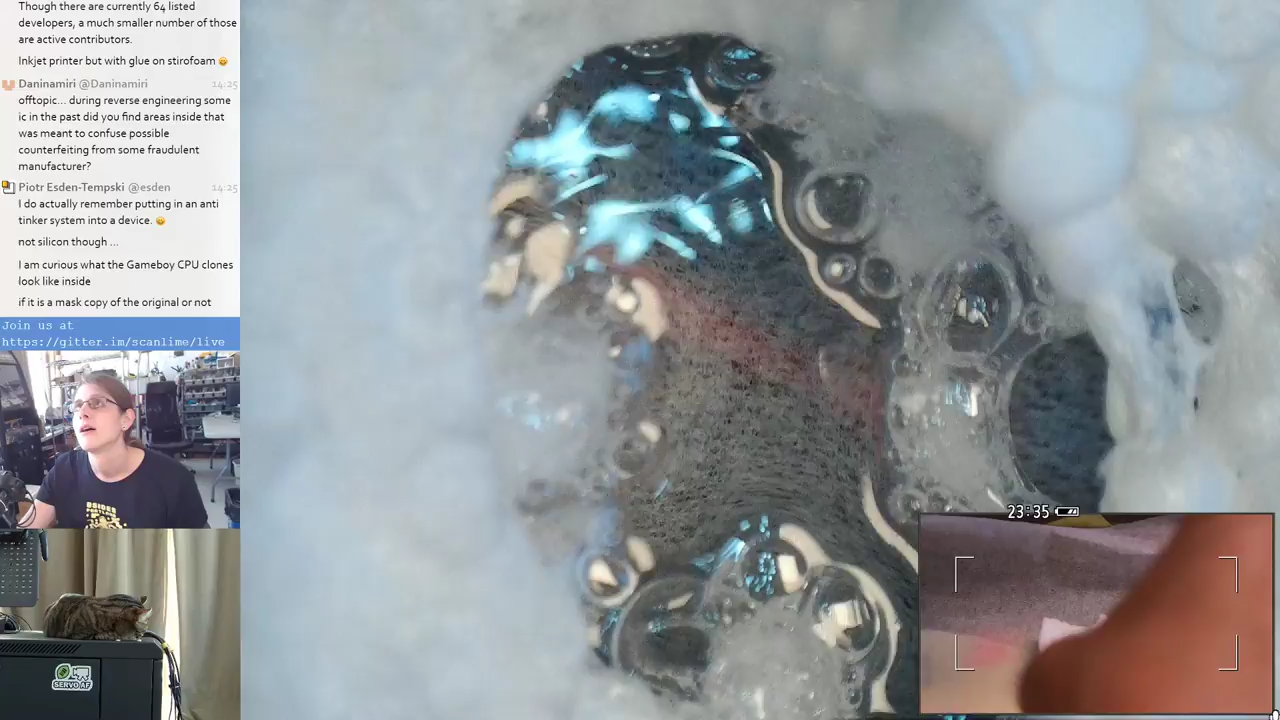 Though there are currently 64 listed
developers, a much smaller number of those
are active contributors.
Inkjet printer but with glue on stirofoam 😄
Daninamiri @Daninamiri 14:25
offtopic... during reverse engineering some
ic in the past did you find areas inside that
was meant to confuse possible
counterfeiting from some fraudulent
manufacturer?
Piotr Esden-Tempski @esden 14:25
I do actually remember putting in an anti
tinker system into a device. 😄
not silicon though ...
I am curious what the Gameboy CPU clones
look like inside
if it is a mask copy of the original or not
Join us at
https://gitter.im/scanlime/live
SERVO AF
23:35